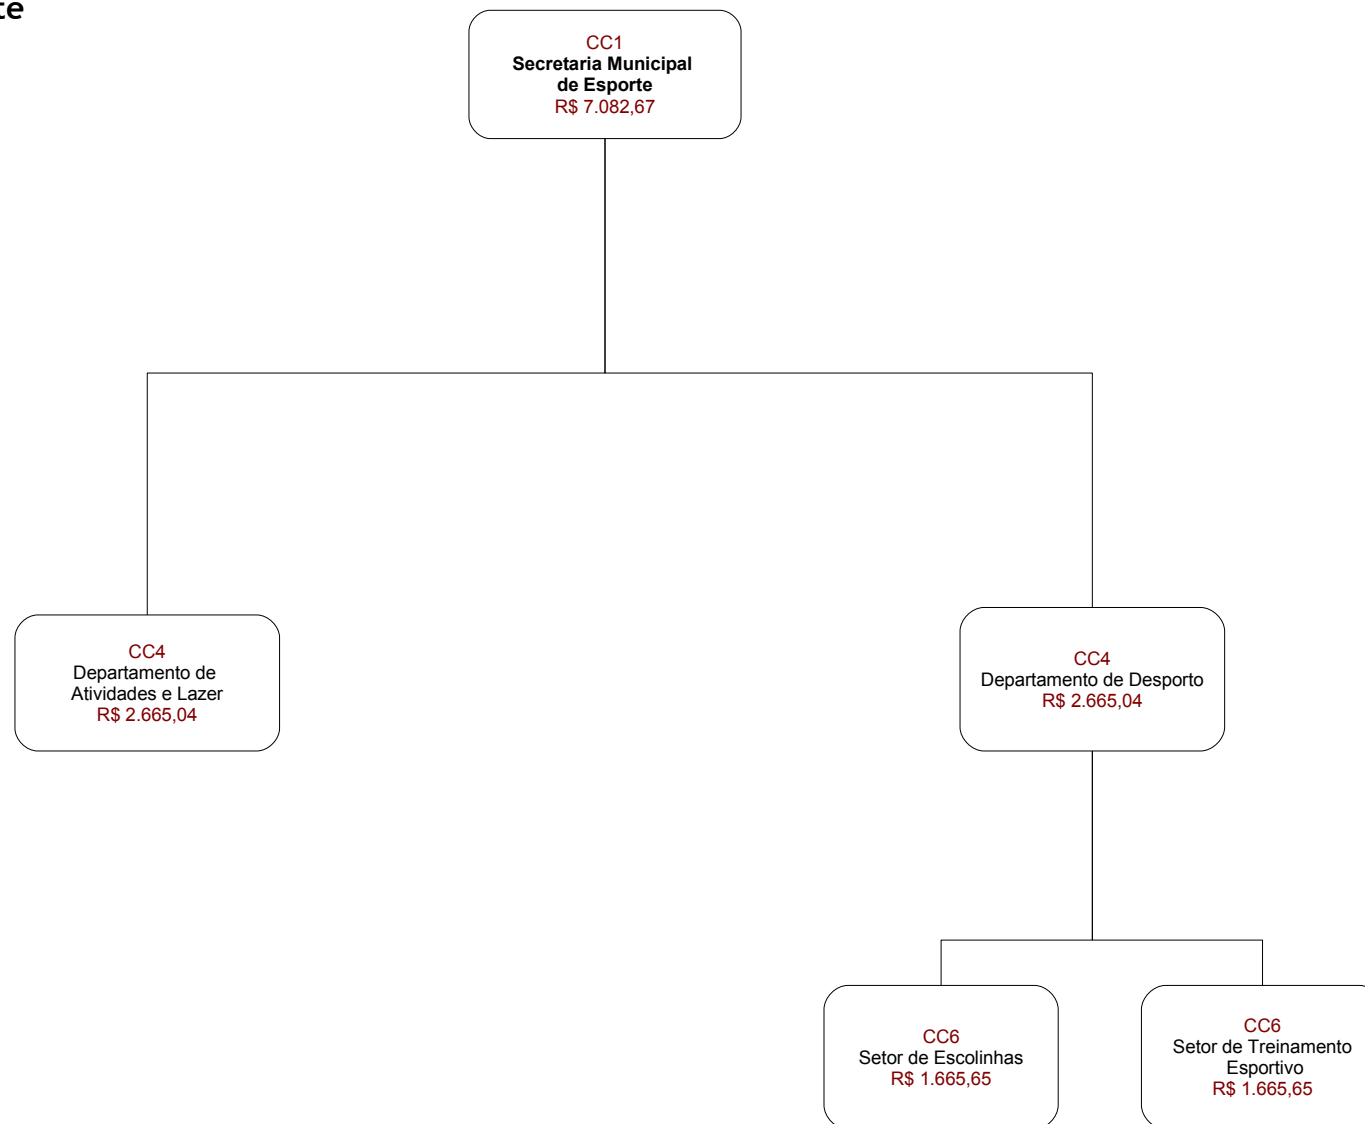 te
CC1
Secretaria Municipal
de Esporte
R$ 7.082,67
CC4
Departamento de
Atividades e Lazer
R$ 2.665,04
CC4
Departamento de Desporto
R$ 2.665,04
CC6
Setor de Escolinhas
R$ 1.665,65
CC6
Setor de Treinamento
Esportivo
R$ 1.665,65